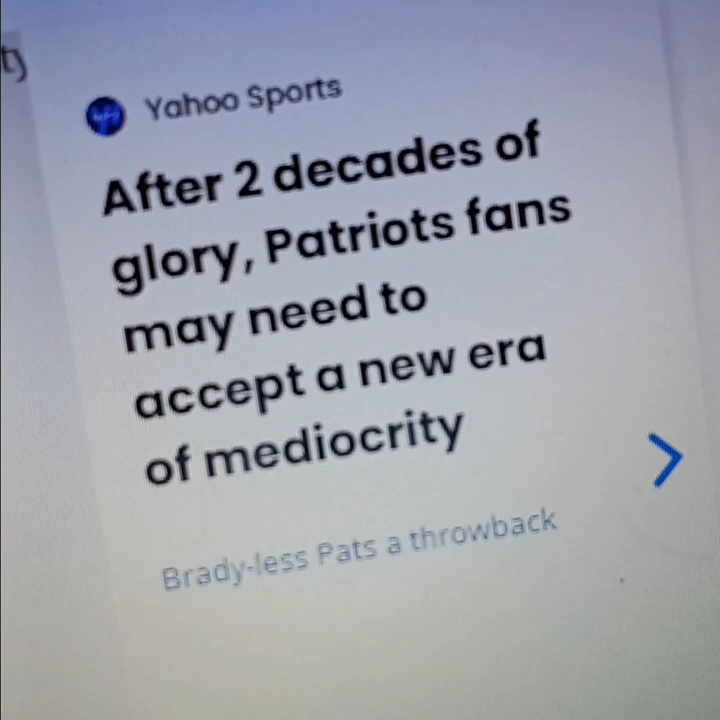 Yahoo Sports
After 2 decades of
glory, Patriots fans
may need to
accept a new era
of mediocrity
Brady-less Pats a throwback